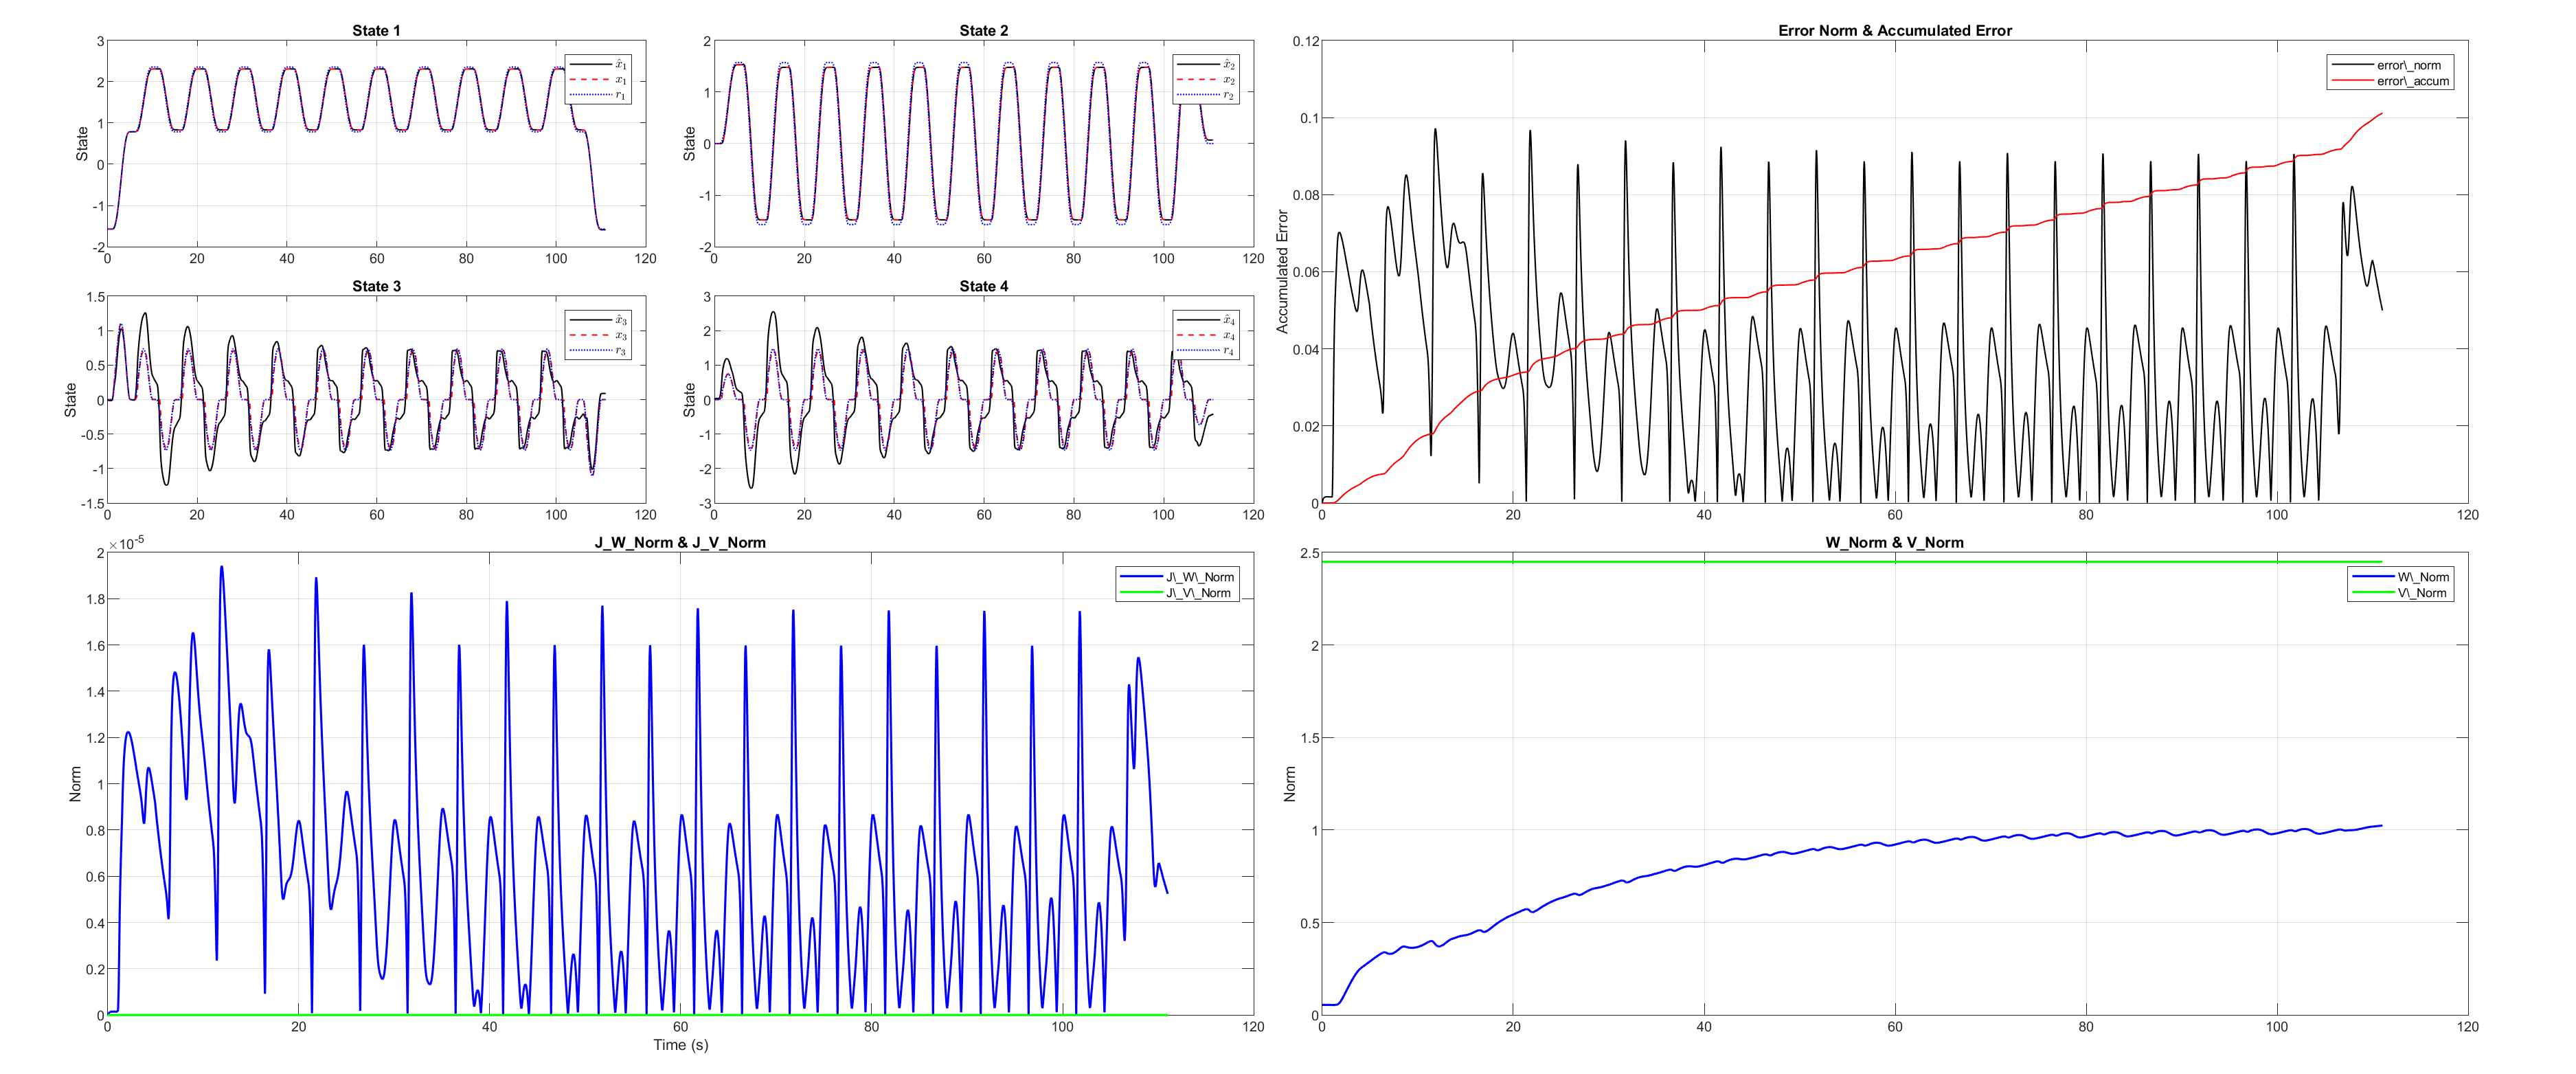 State 1
State
3
2
1
0
-1
-2
0 20 40 60 80 100 120
x̂₁
x₁
r₁
State 2
State
2
1
0
-1
-2
0 20 40 60 80 100 120
x̂₂
x₂
r₂
Error Norm & Accumulated Error
Accumulated Error
0.12
0.1
0.08
0.06
0.04
0.02
0
0 20 40 60 80 100 120
error\_norm
error\_accum
State 3
State
1.5
1
0.5
0
-0.5
-1
-1.5
0 20 40 60 80 100 120
x̂₃
x₃
r₃
State 4
State
3
2
1
0
-1
-2
-3
0 20 40 60 80 100 120
x̂₄
x₄
r₄
J_W_Norm & J_V_Norm
×10⁻⁵
Norm
2
1.8
1.6
1.4
1.2
1
0.8
0.6
0.4
0.2
0
0 20 40 60 80 100 120
Time (s)
J\_W\_Norm
J\_V\_Norm
W_Norm & V_Norm
Norm
2.5
2
1.5
1
0.5
0
0 20 40 60 80 100 120
W\_Norm
V\_Norm